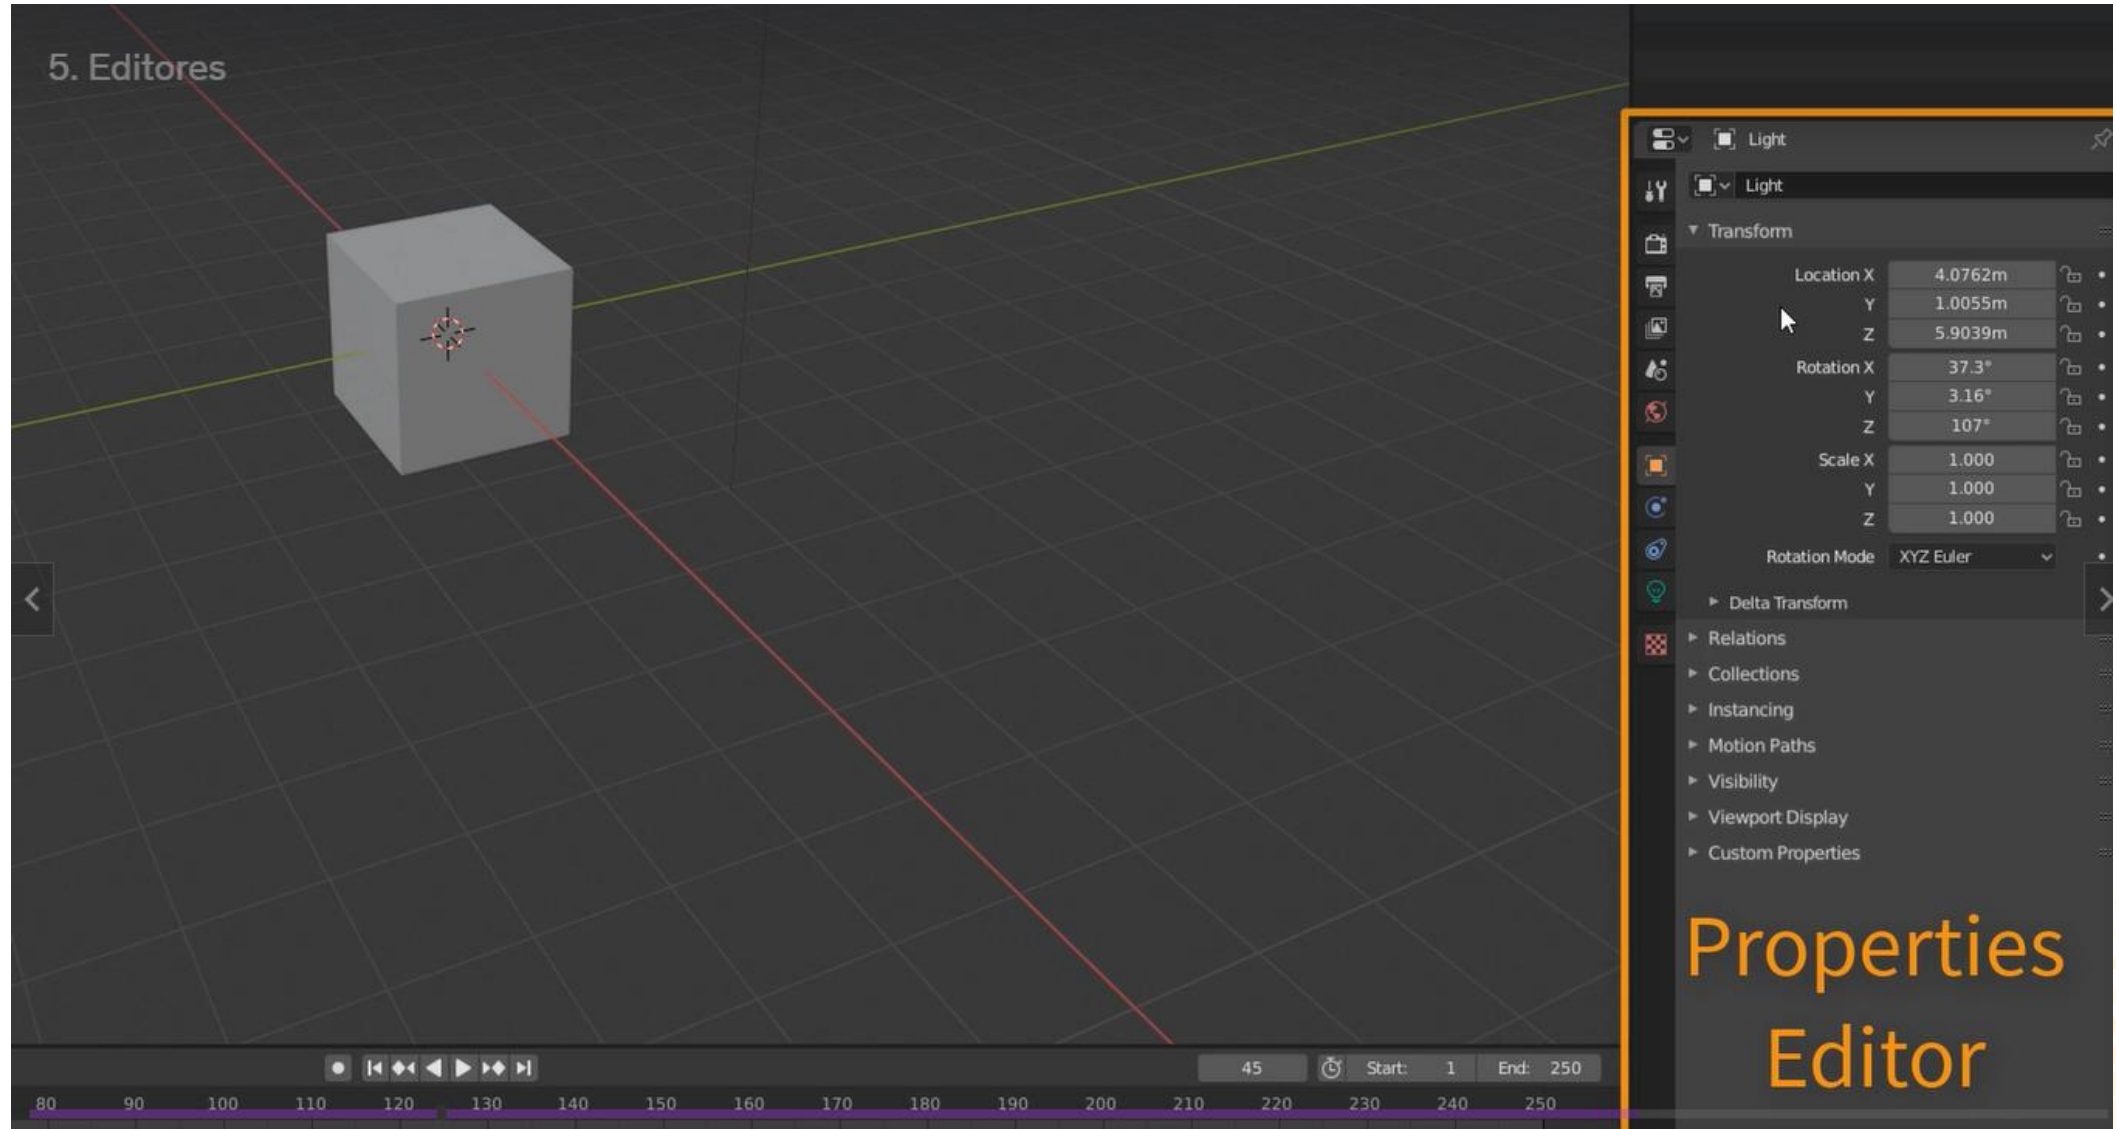 5. Editores
Light
Light
Transform
Location X 4.0762m
Y 1.0055m
Z 5.9039m
Rotation X 37.3°
Y 3.16°
Z 107°
Scale X 1.000
Y 1.000
Z 1.000
Rotation Mode XYZ Euler
Delta Transform
Relations
Collections
Instancing
Motion Paths
Visibility
Viewport Display
Custom Properties
Properties
Editor
45 Start: 1 End: 250
80 90 100 110 120 130 140 150 160 170 180 190 200 210 220 230 240 250